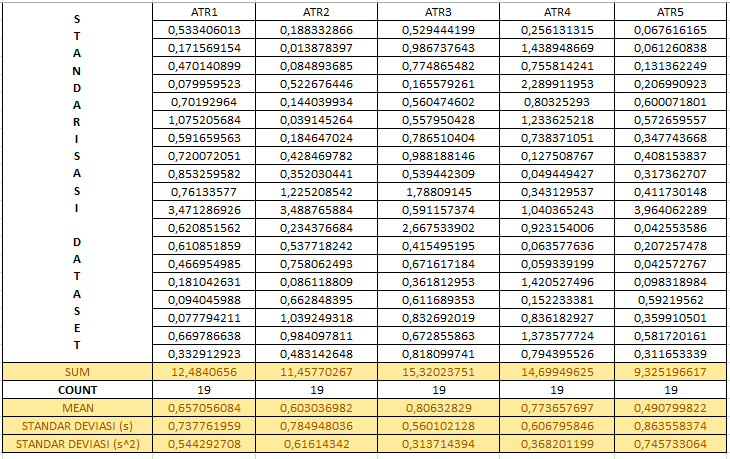 STANDARISASI DATASET
ATR1 ATR2 ATR3 ATR4 ATR5
0,533406013 0,188332866 0,529444199 0,256131315 0,067616165
0,171569154 0,013878397 0,986737643 1,438948669 0,061260838
0,470140899 0,084893685 0,774865482 0,755814241 0,131362249
0,079959523 0,522676446 0,165579261 2,289911953 0,206990923
0,70192964 0,144039934 0,560474602 0,80325293 0,600071801
1,075205684 0,039145264 0,557950428 1,233625218 0,572659557
0,591659563 0,184647024 0,786510404 0,738371051 0,347743668
0,720072051 0,428469782 0,988188146 0,127508767 0,408153837
0,853259582 0,352030441 0,539442309 0,049449427 0,317362707
0,76133577 1,225208542 1,78809145 0,343129537 0,411730148
3,471286926 3,488765884 0,591157374 1,040365243 3,964062289
0,620851562 0,234376684 2,667533902 0,923154006 0,042553586
0,610851859 0,537718242 0,415495195 0,063577636 0,207257478
0,466954985 0,758062493 0,671617184 0,059339199 0,042572767
0,181042631 0,086118809 0,361812953 1,420527496 0,098318984
0,094045988 0,662848395 0,611689353 0,152233381 0,59219562
0,077794211 1,039249318 0,832692019 0,836182927 0,359910501
0,669786638 0,984097811 0,672855863 1,373577724 0,581720161
0,332912923 0,483142648 0,818099741 0,794395526 0,311653339
SUM 12,4840656 11,45770267 15,32023751 14,69949625 9,325196617
COUNT 19 19 19 19 19
MEAN 0,657056084 0,603036982 0,80632829 0,773657697 0,490799822
STANDAR DEVIASI (s) 0,737761959 0,784948036 0,560102128 0,606795846 0,863558374
STANDAR DEVIASI (s^2) 0,544292708 0,61614342 0,313714394 0,368201199 0,745733064